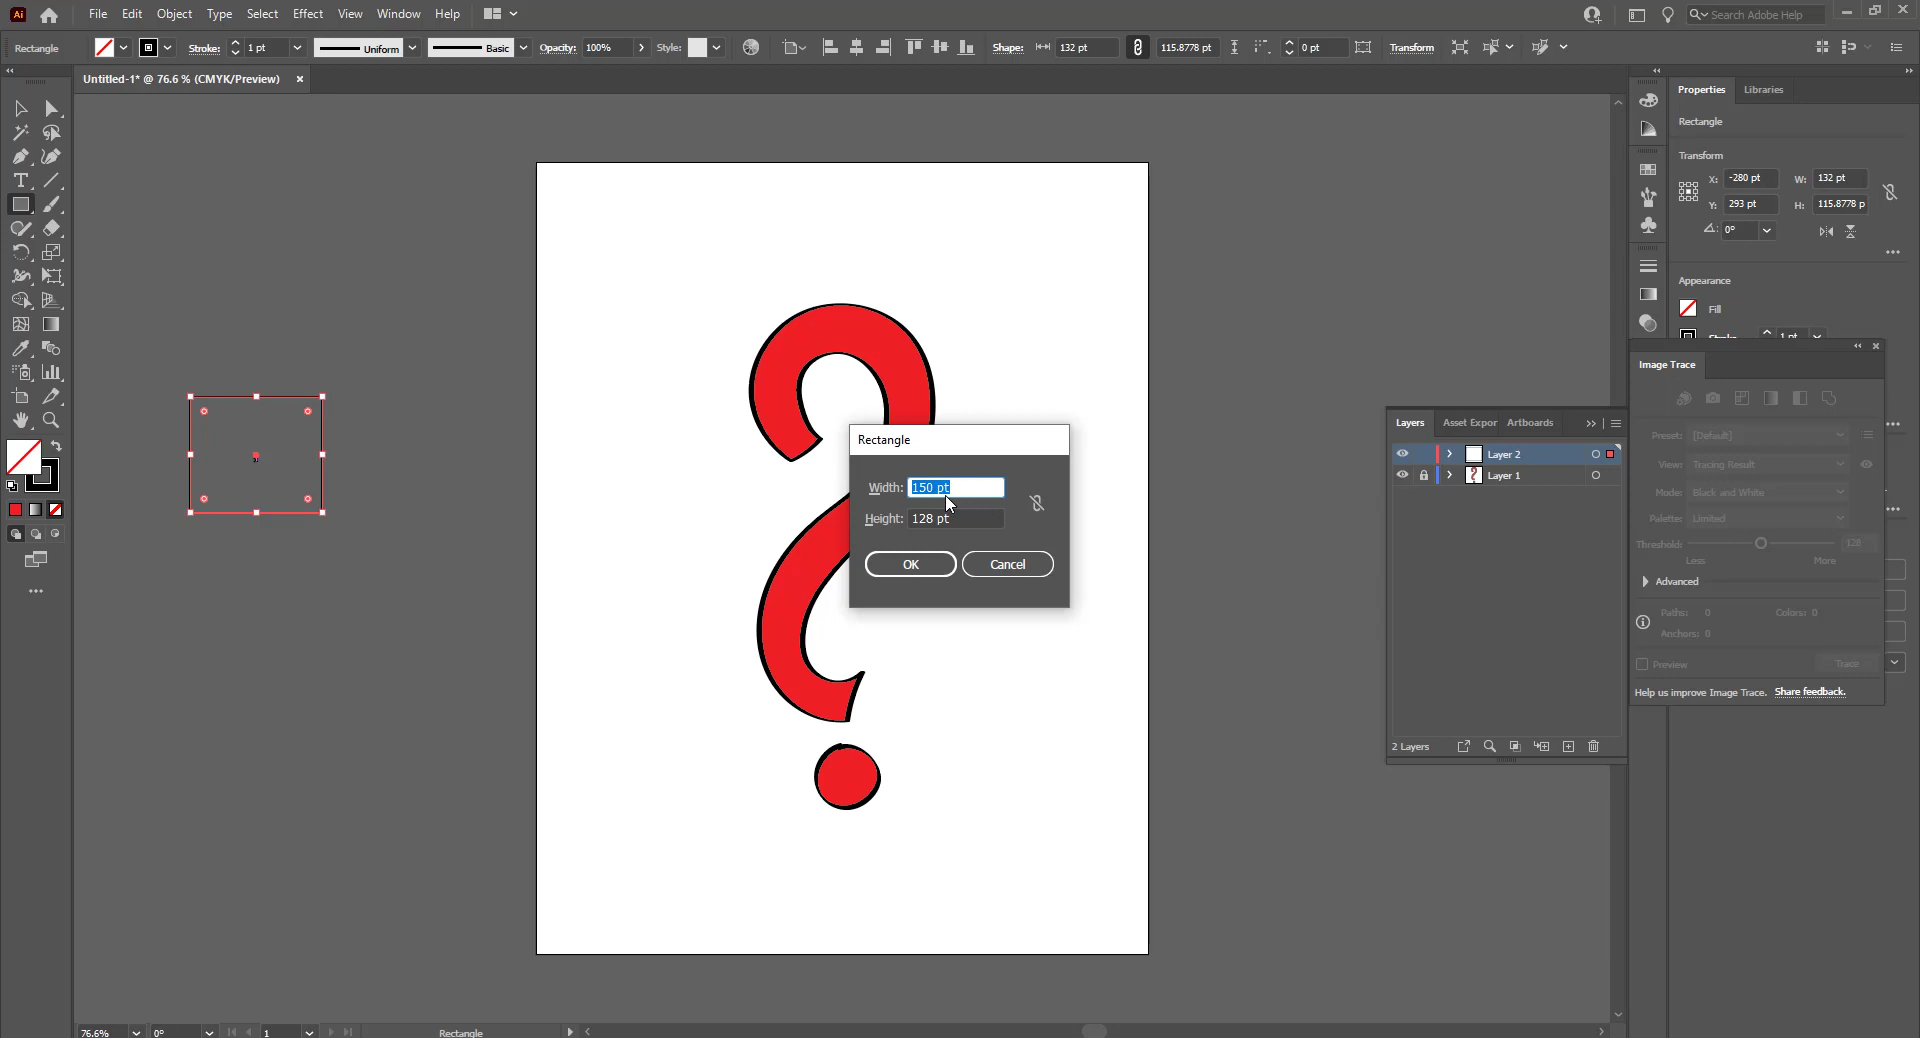 Ai File Edit Object Type Select Effect View Window Help Search Adobe Help
Rectangle Stroke: 1 pt Uniform Basic Opacity: 100% Style: Shape: 132 pt 115.8778 pt 0 pt Transform
Untitled-1* @ 76.6 % (CMYK/Preview)
Properties Libraries
Rectangle
Transform
X: -280 pt W: 132 pt
Y: 293 pt H: 115.8778 p
0°
Appearance
Fill
1 pt
Image Trace
Preset: [Default]
View: Tracing Result
Mode: Black and White
Palette: Limited
Threshold: 128
Less More
Advanced
Paths: 0 Colors: 0
Anchors: 0
Preview Trace
Help us improve Image Trace. Share feedback.
Layers Asset Expor Artboards
Layer 2
Layer 1
2 Layers
Rectangle
Width: 150 pt
Height: 128 pt
OK Cancel
76.6% 0° 1 Rectangle